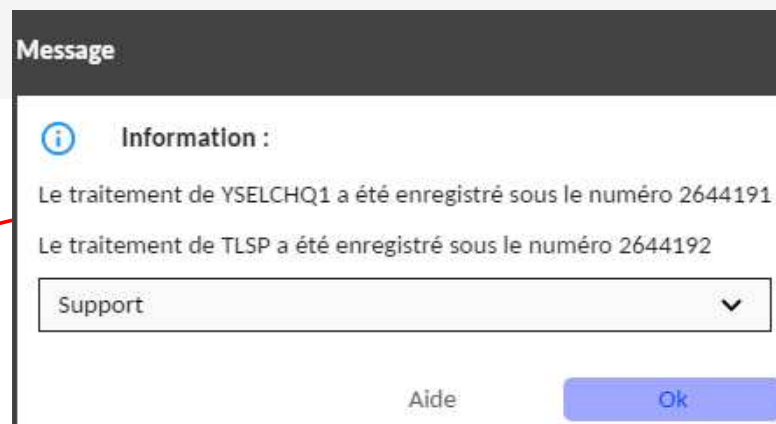 Message
Information :
Le traitement de YSELCHQ1 a été enregistré sous le numéro 2644191
Le traitement de TLSP a été enregistré sous le numéro 2644192
Support
Aide
Ok